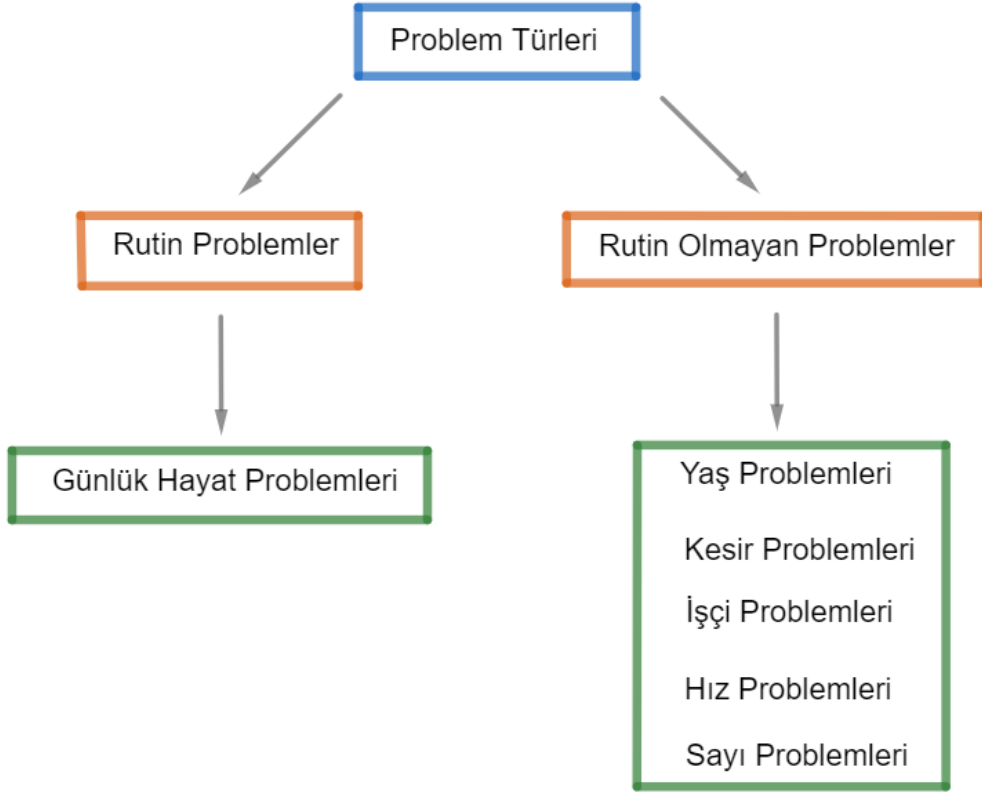 Problem Türleri
Rutin Problemler
Rutin Olmayan Problemler
Günlük Hayat Problemleri
Yaş Problemleri
Kesir Problemleri
İşçi Problemleri
Hız Problemleri
Sayı Problemleri